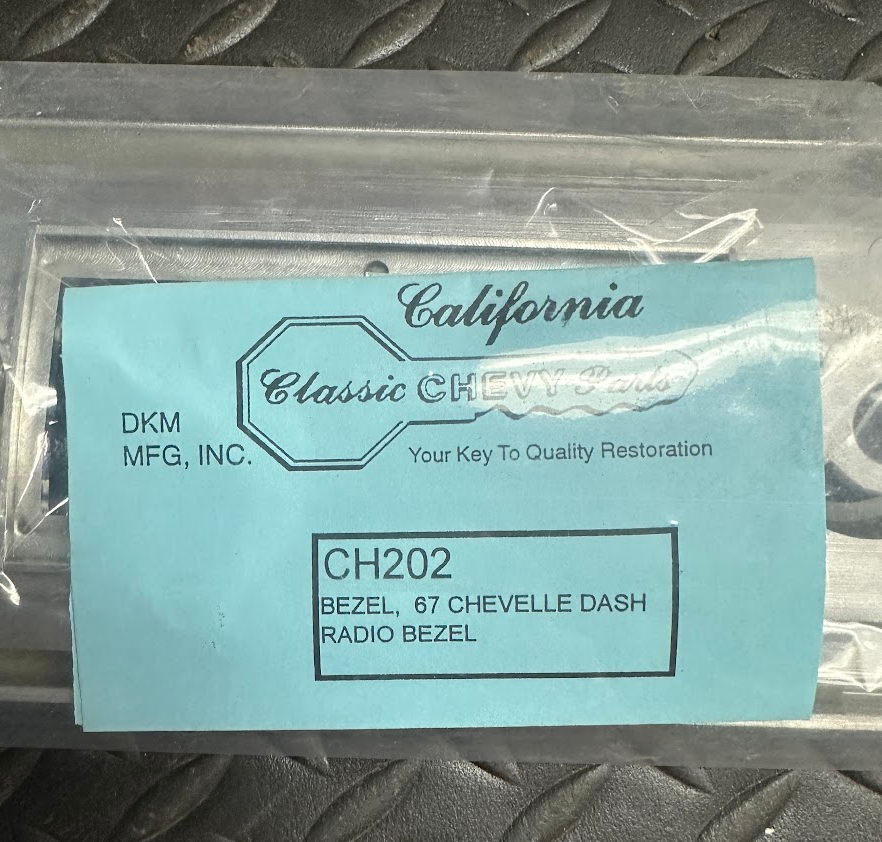 California
Classic CHEVY Parts
DKM
MFG, INC.
Your Key To Quality Restoration
CH202
BEZEL, 67 CHEVELLE DASH
RADIO BEZEL